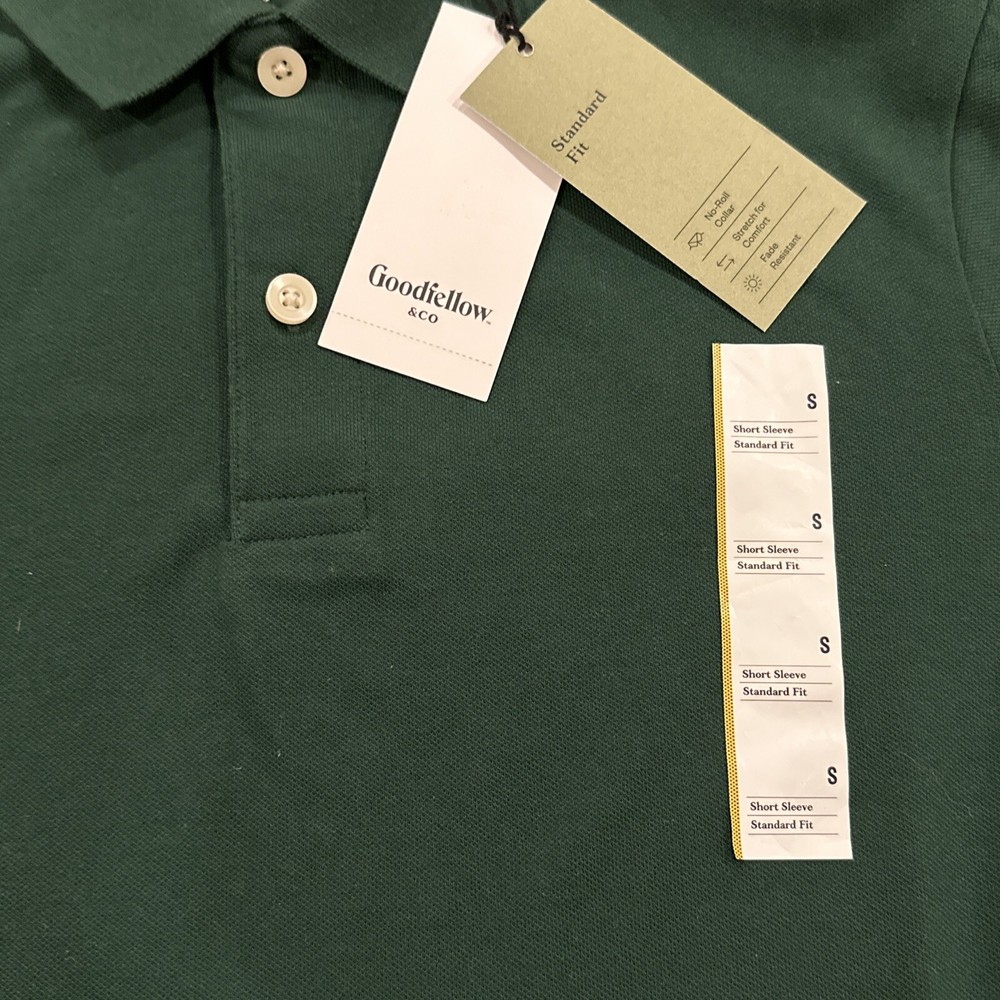 Standard
Fit
No-Roll
Collar
Stretch for
Comfort
Fade
Resistant
Goodfellow™
&CO
S
Short Sleeve
Standard Fit
S
Short Sleeve
Standard Fit
S
Short Sleeve
Standard Fit
S
Short Sleeve
Standard Fit